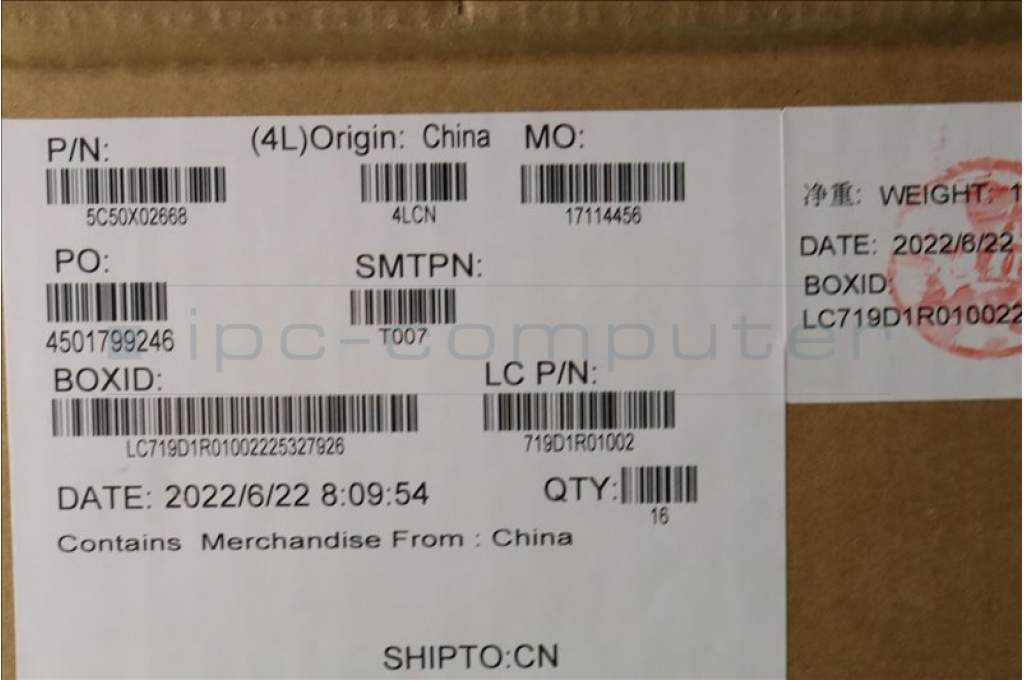 P/N:
5C50X02668
(4L)Origin: China
4LCN
MO:
17114456
PO:
4501799246
SMTPN:
T007
BOXID:
LC719D1R01002225327926
LC P/N:
719D1R01002
DATE: 2022/6/22 8:09:54
QTY:
16
Contains Merchandise From : China
SHIPTO:CN
净重: WEIGHT: 1
DATE: 2022/6/22
BOXID:
LC719D1R010022
ipc-computer